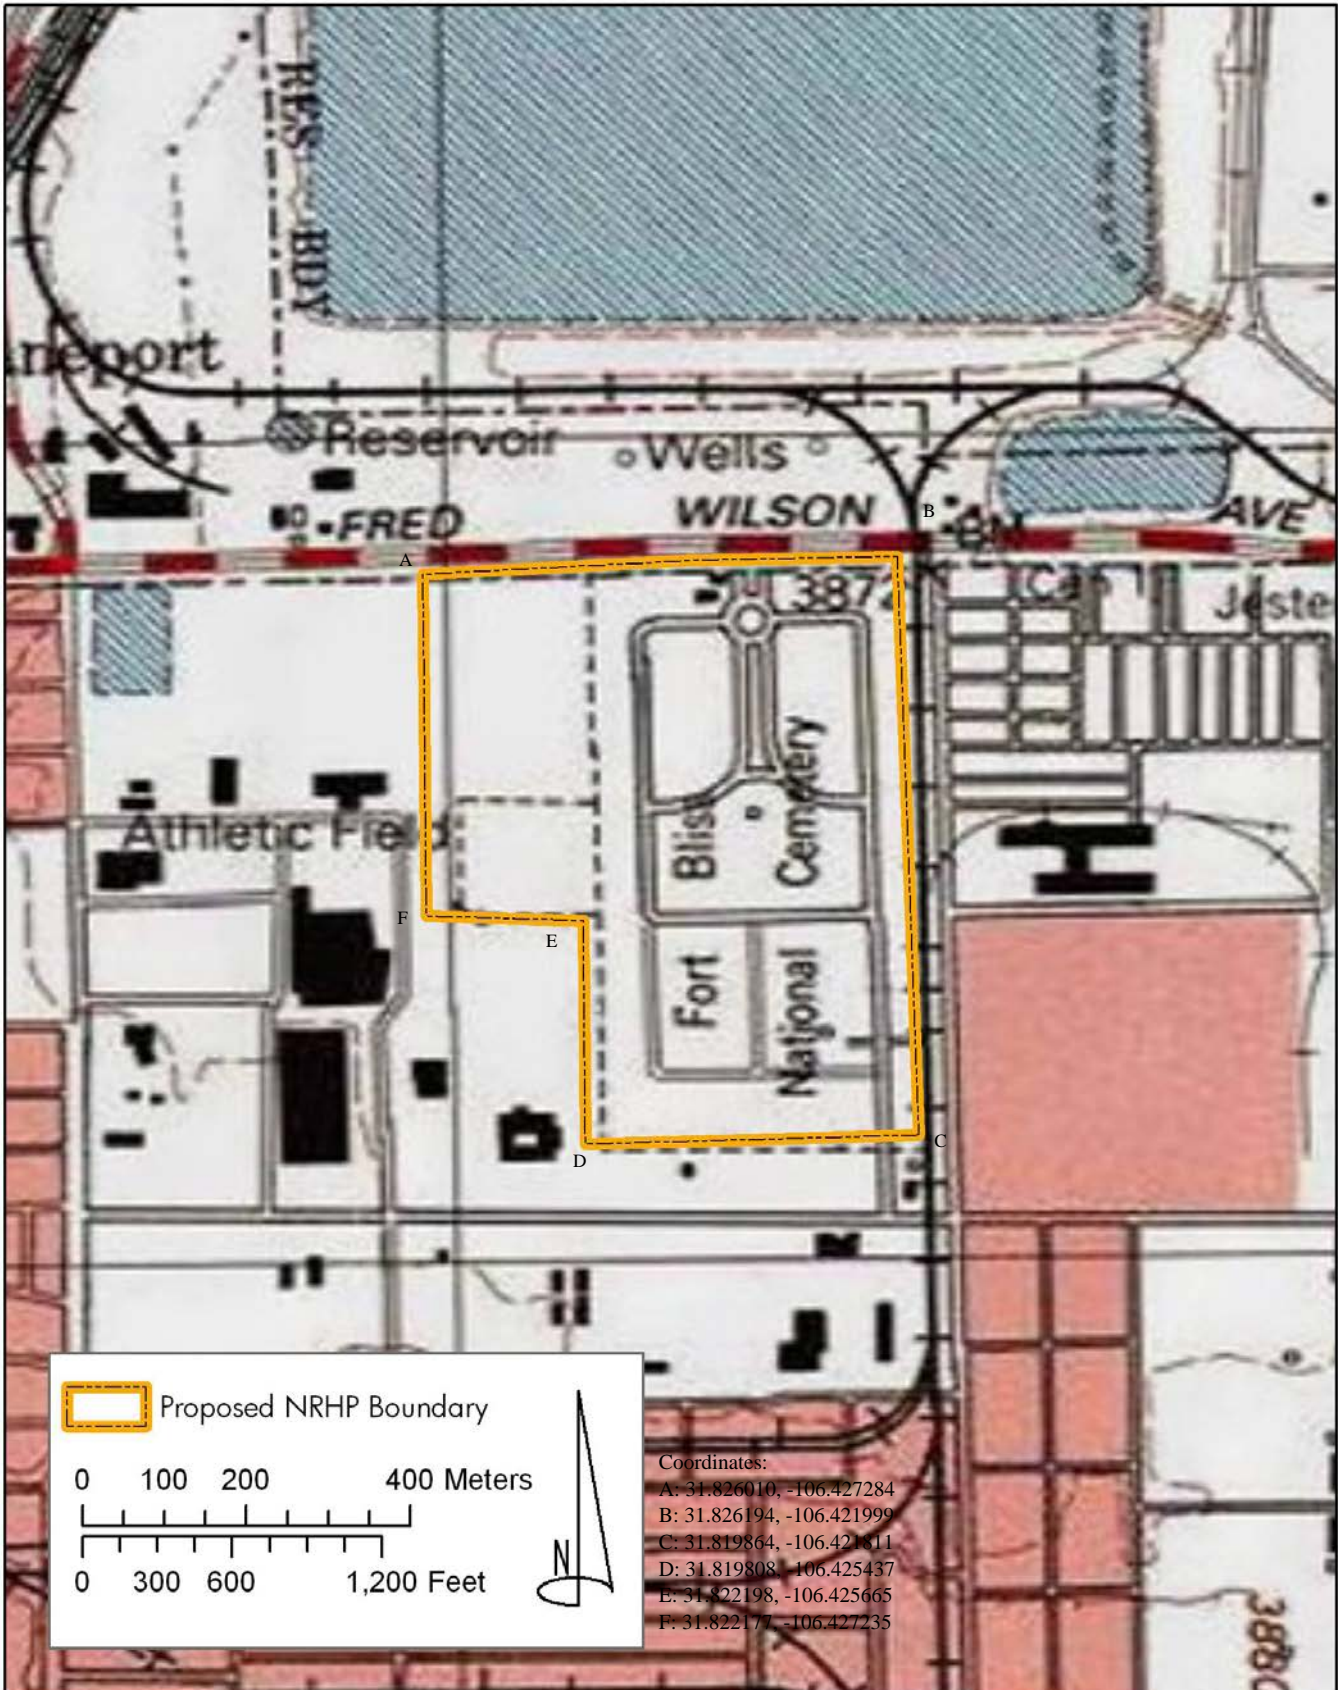 RES BDY
neport
Reservoir
Wells
FRED WILSON AVE
B
BM
A
3872
Jeste
Athletic Field
Fort Bliss
National Cemetery
F
E
C
D
Proposed NRHP Boundary
0 100 200 400 Meters
0 300 600 1,200 Feet
N
Coordinates:
A: 31.826010, -106.427284
B: 31.826194, -106.421999
C: 31.819864, -106.421811
D: 31.819808, -106.425437
E: 31.822198, -106.425665
F: 31.822177, -106.427235